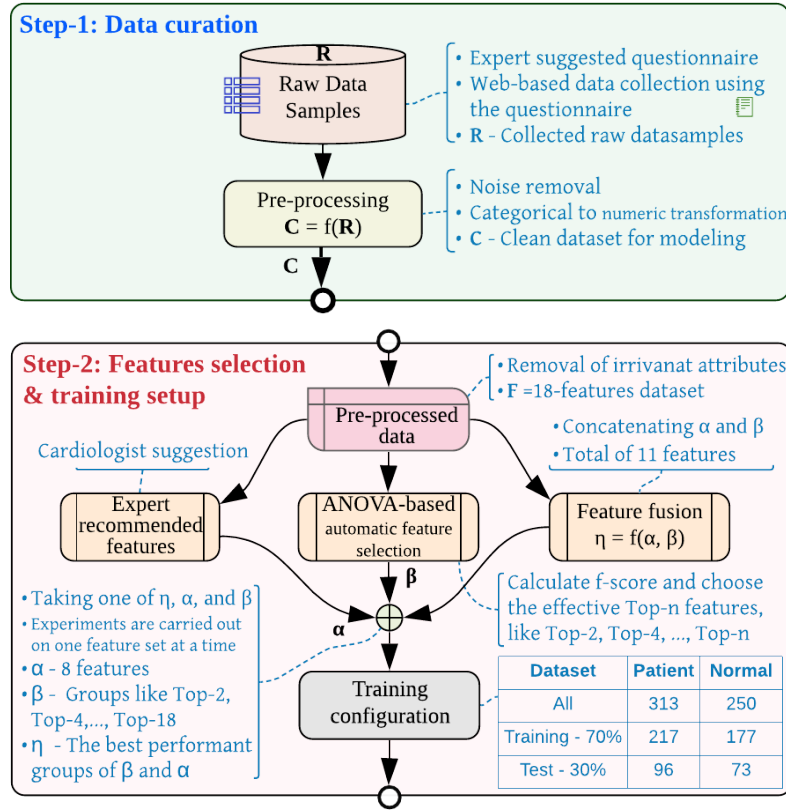 Step-1: Data curation
R
Raw Data
Samples
• Expert suggested questionnaire
• Web-based data collection using
the questionnaire
• R - Collected raw datasamples
Pre-processing
C = f(R)
• Noise removal
• Categorical to numeric transformation
• C - Clean dataset for modeling
C
Step-2: Features selection
& training setup
• Removal of irrivanat attributes
• F =18-features dataset
Pre-processed
data
• Concatenating α and β
• Total of 11 features
Cardiologist suggestion
Expert
recommended
features
ANOVA-based
automatic feature
selection
Feature fusion
η = f(α, β)
β
α
Calculate f-score and choose
the effective Top-n features,
like Top-2, Top-4, ..., Top-n
• Taking one of η, α, and β
• Experiments are carried out
on one feature set at a time
• α - 8 features
• β - Groups like Top-2,
Top-4,..., Top-18
• η - The best performant
groups of β and α
Training
configuration
Dataset Patient Normal
All 313 250
Training - 70% 217 177
Test - 30% 96 73